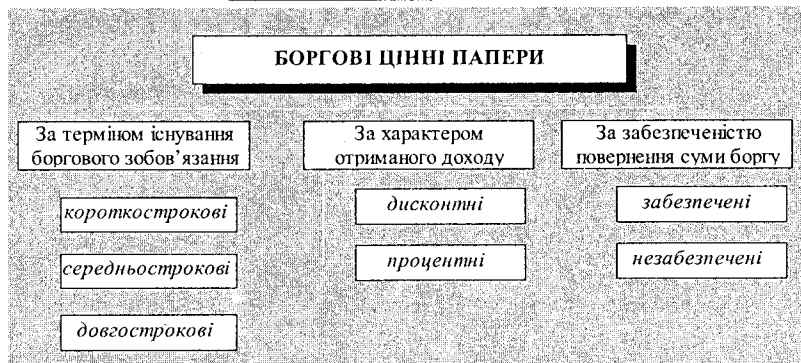 БОРГОВІ ЦІННІ ПАПЕРИ
За терміном існування
боргового зобов’язання
короткострокові
середньострокові
довгострокові
За характером
отриманого доходу
дисконтні
процентні
За забезпеченістю
повернення суми боргу
забезпечені
незабезпечені